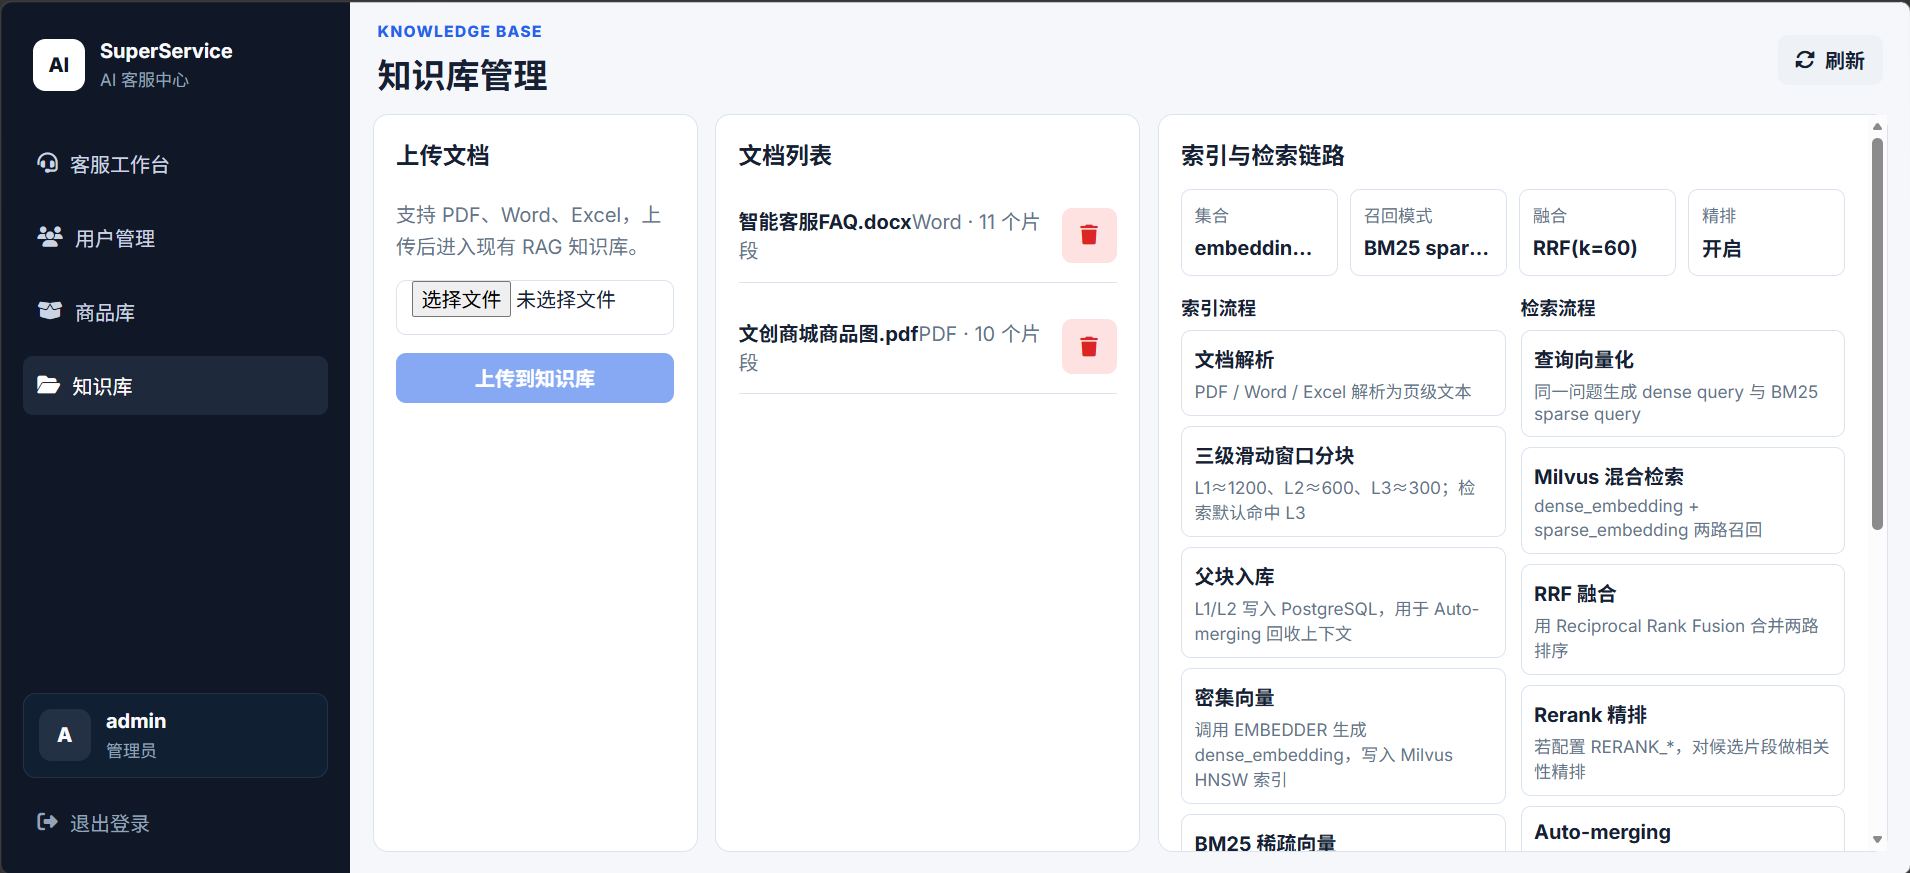 AI
SuperService
AI 客服中心
客服工作台
用户管理
商品库
知识库
A
admin
管理员
退出登录
KNOWLEDGE BASE
知识库管理
刷新
上传文档
支持 PDF、Word、Excel，上
传后进入现有 RAG 知识库。
选择文件 未选择文件
上传到知识库
文档列表
智能客服FAQ.docxWord · 11 个片
段
文创商城商品图.pdfPDF · 10 个片
段
索引与检索链路
集合
embeddin...
召回模式
BM25 spar...
融合
RRF(k=60)
精排
开启
索引流程
文档解析
PDF / Word / Excel 解析为页级文本
三级滑动窗口分块
L1≈1200、L2≈600、L3≈300；检
索默认命中 L3
父块入库
L1/L2 写入 PostgreSQL，用于 Auto-
merging 回收上下文
密集向量
调用 EMBEDDER 生成
dense_embedding，写入 Milvus
HNSW 索引
BM25 稀疏向量
检索流程
查询向量化
同一问题生成 dense query 与 BM25
sparse query
Milvus 混合检索
dense_embedding +
sparse_embedding 两路召回
RRF 融合
用 Reciprocal Rank Fusion 合并两路
排序
Rerank 精排
若配置 RERANK_*，对候选片段做相关
性精排
Auto-merging